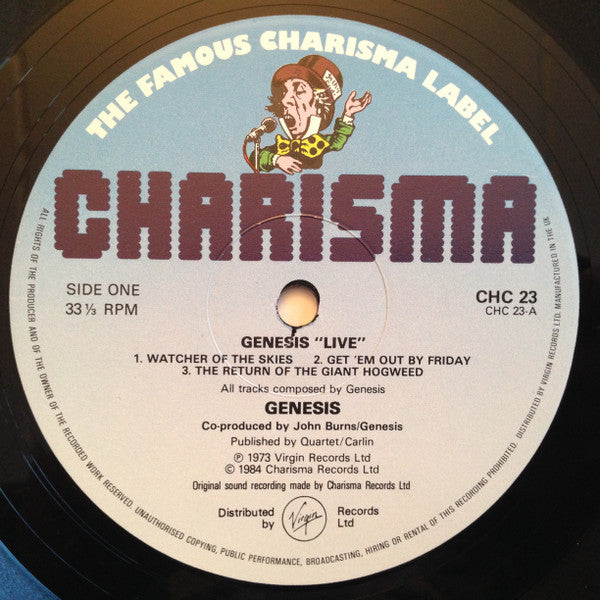 THE FAMOUS CHARISMA LABEL
CHARISMA
SIDE ONE
33 ⅓ RPM
CHC 23
CHC 23-A
GENESIS "LIVE"
1. WATCHER OF THE SKIES 2. GET 'EM OUT BY FRIDAY
3. THE RETURN OF THE GIANT HOGWEED
All tracks composed by Genesis
GENESIS
Co-produced by John Burns/Genesis
Published by Quartet/Carlin
℗ 1973 Virgin Records Ltd
© 1984 Charisma Records Ltd
Original sound recording made by Charisma Records Ltd
Distributed by Virgin Records Ltd
ALL RIGHTS OF THE PRODUCER AND OF THE OWNER OF THE RECORDED WORK RESERVED. UNAUTHORISED COPYING, PUBLIC PERFORMANCE, BROADCASTING, HIRING OR RENTAL OF THIS RECORDING PROHIBITED. DISTRIBUTED BY VIRGIN RECORDS LTD. MANUFACTURED IN THE UK